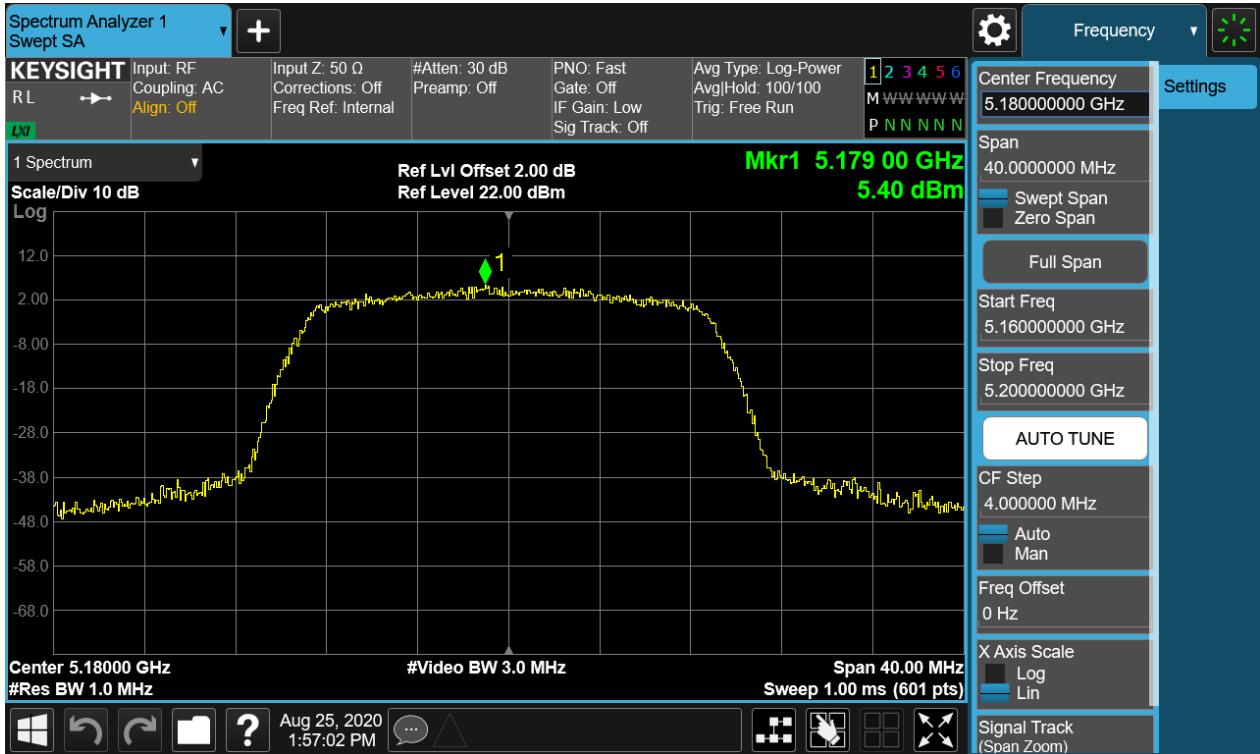 Spectrum Analyzer 1
Swept SA
+
Frequency
KEYSIGHT
R L
LXI
Input: RF
Coupling: AC
Align: Off
Input Z: 50 Ω
Corrections: Off
Freq Ref: Internal
#Atten: 30 dB
Preamp: Off
PNO: Fast
Gate: Off
IF Gain: Low
Sig Track: Off
Avg Type: Log-Power
Avg|Hold: 100/100
Trig: Free Run
1 2 3 4 5 6
M W W W W W
P N N N N N
1 Spectrum
Scale/Div 10 dB
Log
Ref Lvl Offset 2.00 dB
Ref Level 22.00 dBm
Mkr1 5.179 00 GHz
5.40 dBm
1
12.0
2.00
-8.00
-18.0
-28.0
-38.0
-48.0
-58.0
-68.0
Center 5.18000 GHz
#Res BW 1.0 MHz
#Video BW 3.0 MHz
Span 40.00 MHz
Sweep 1.00 ms (601 pts)
Center Frequency
5.180000000 GHz
Settings
Span
40.0000000 MHz
Swept Span
Zero Span
Full Span
Start Freq
5.160000000 GHz
Stop Freq
5.200000000 GHz
AUTO TUNE
CF Step
4.000000 MHz
Auto
Man
Freq Offset
0 Hz
X Axis Scale
Log
Lin
Signal Track
(Span Zoom)
?
Aug 25, 2020
1:57:02 PM